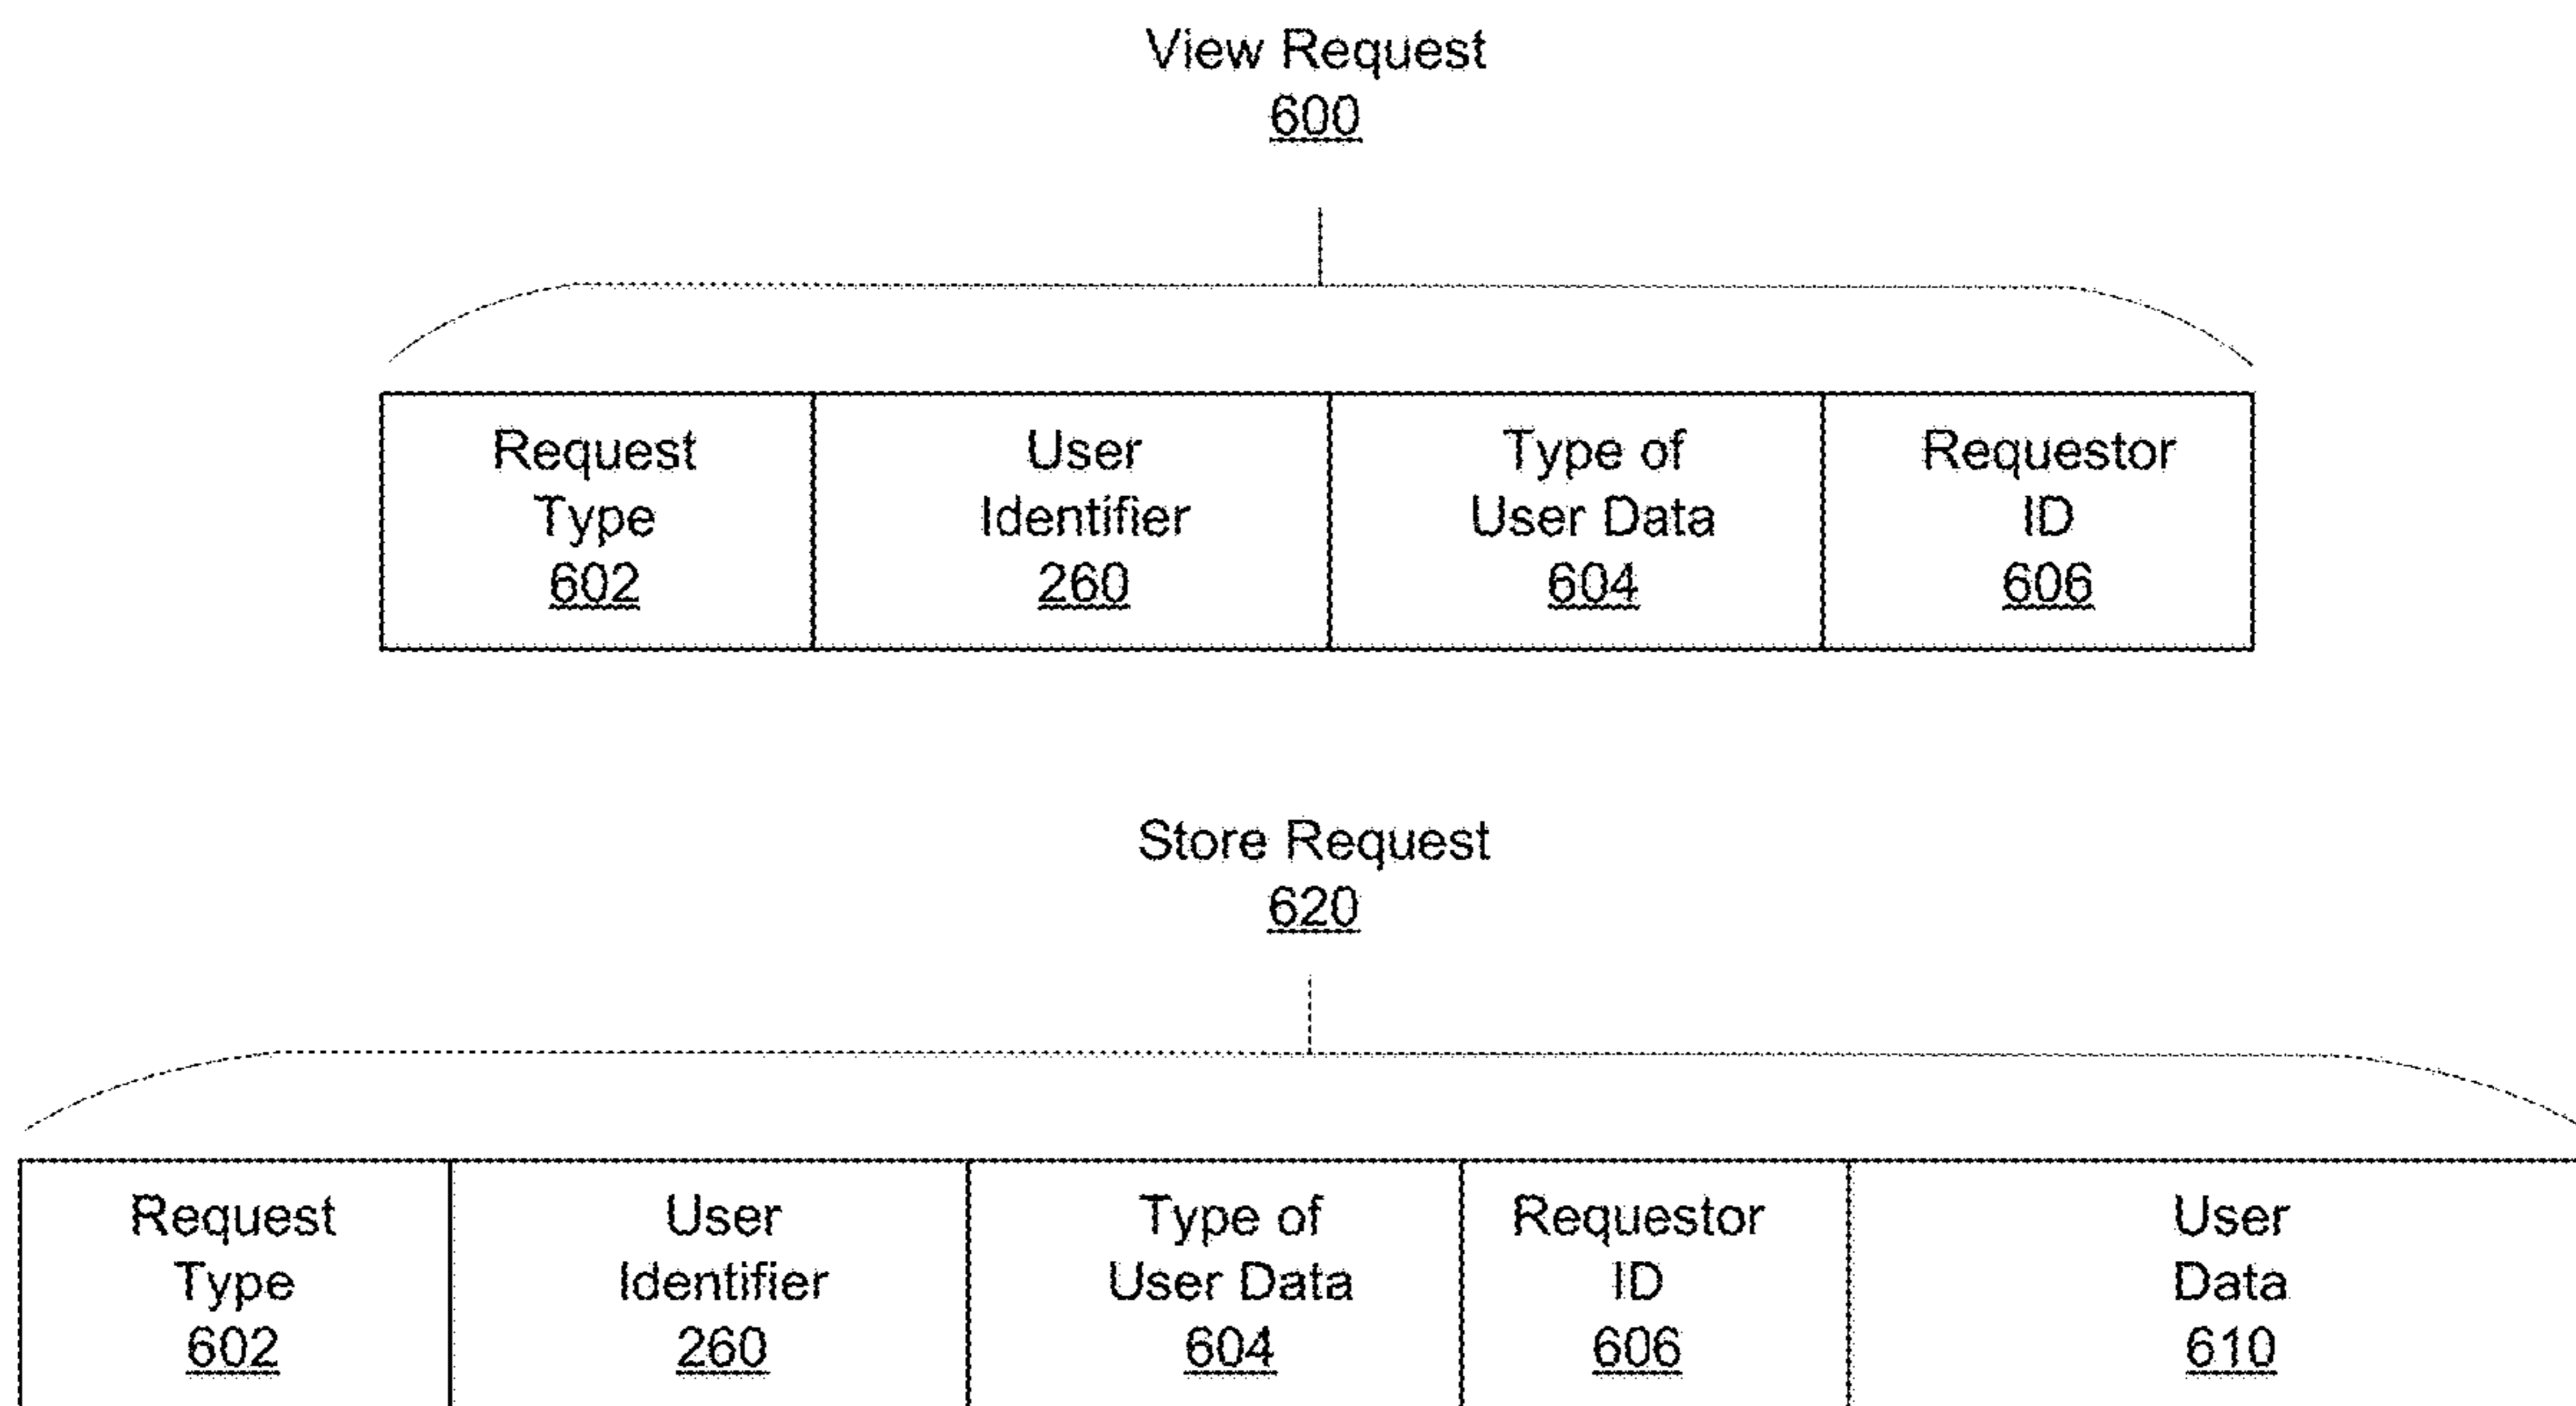 View Request
600
Request
Type
602
User
Identifier
260
Type of
User Data
604
Requestor
ID
606
Store Request
620
Request
Type
602
User
Identifier
260
Type of
User Data
604
Requestor
ID
606
User
Data
610